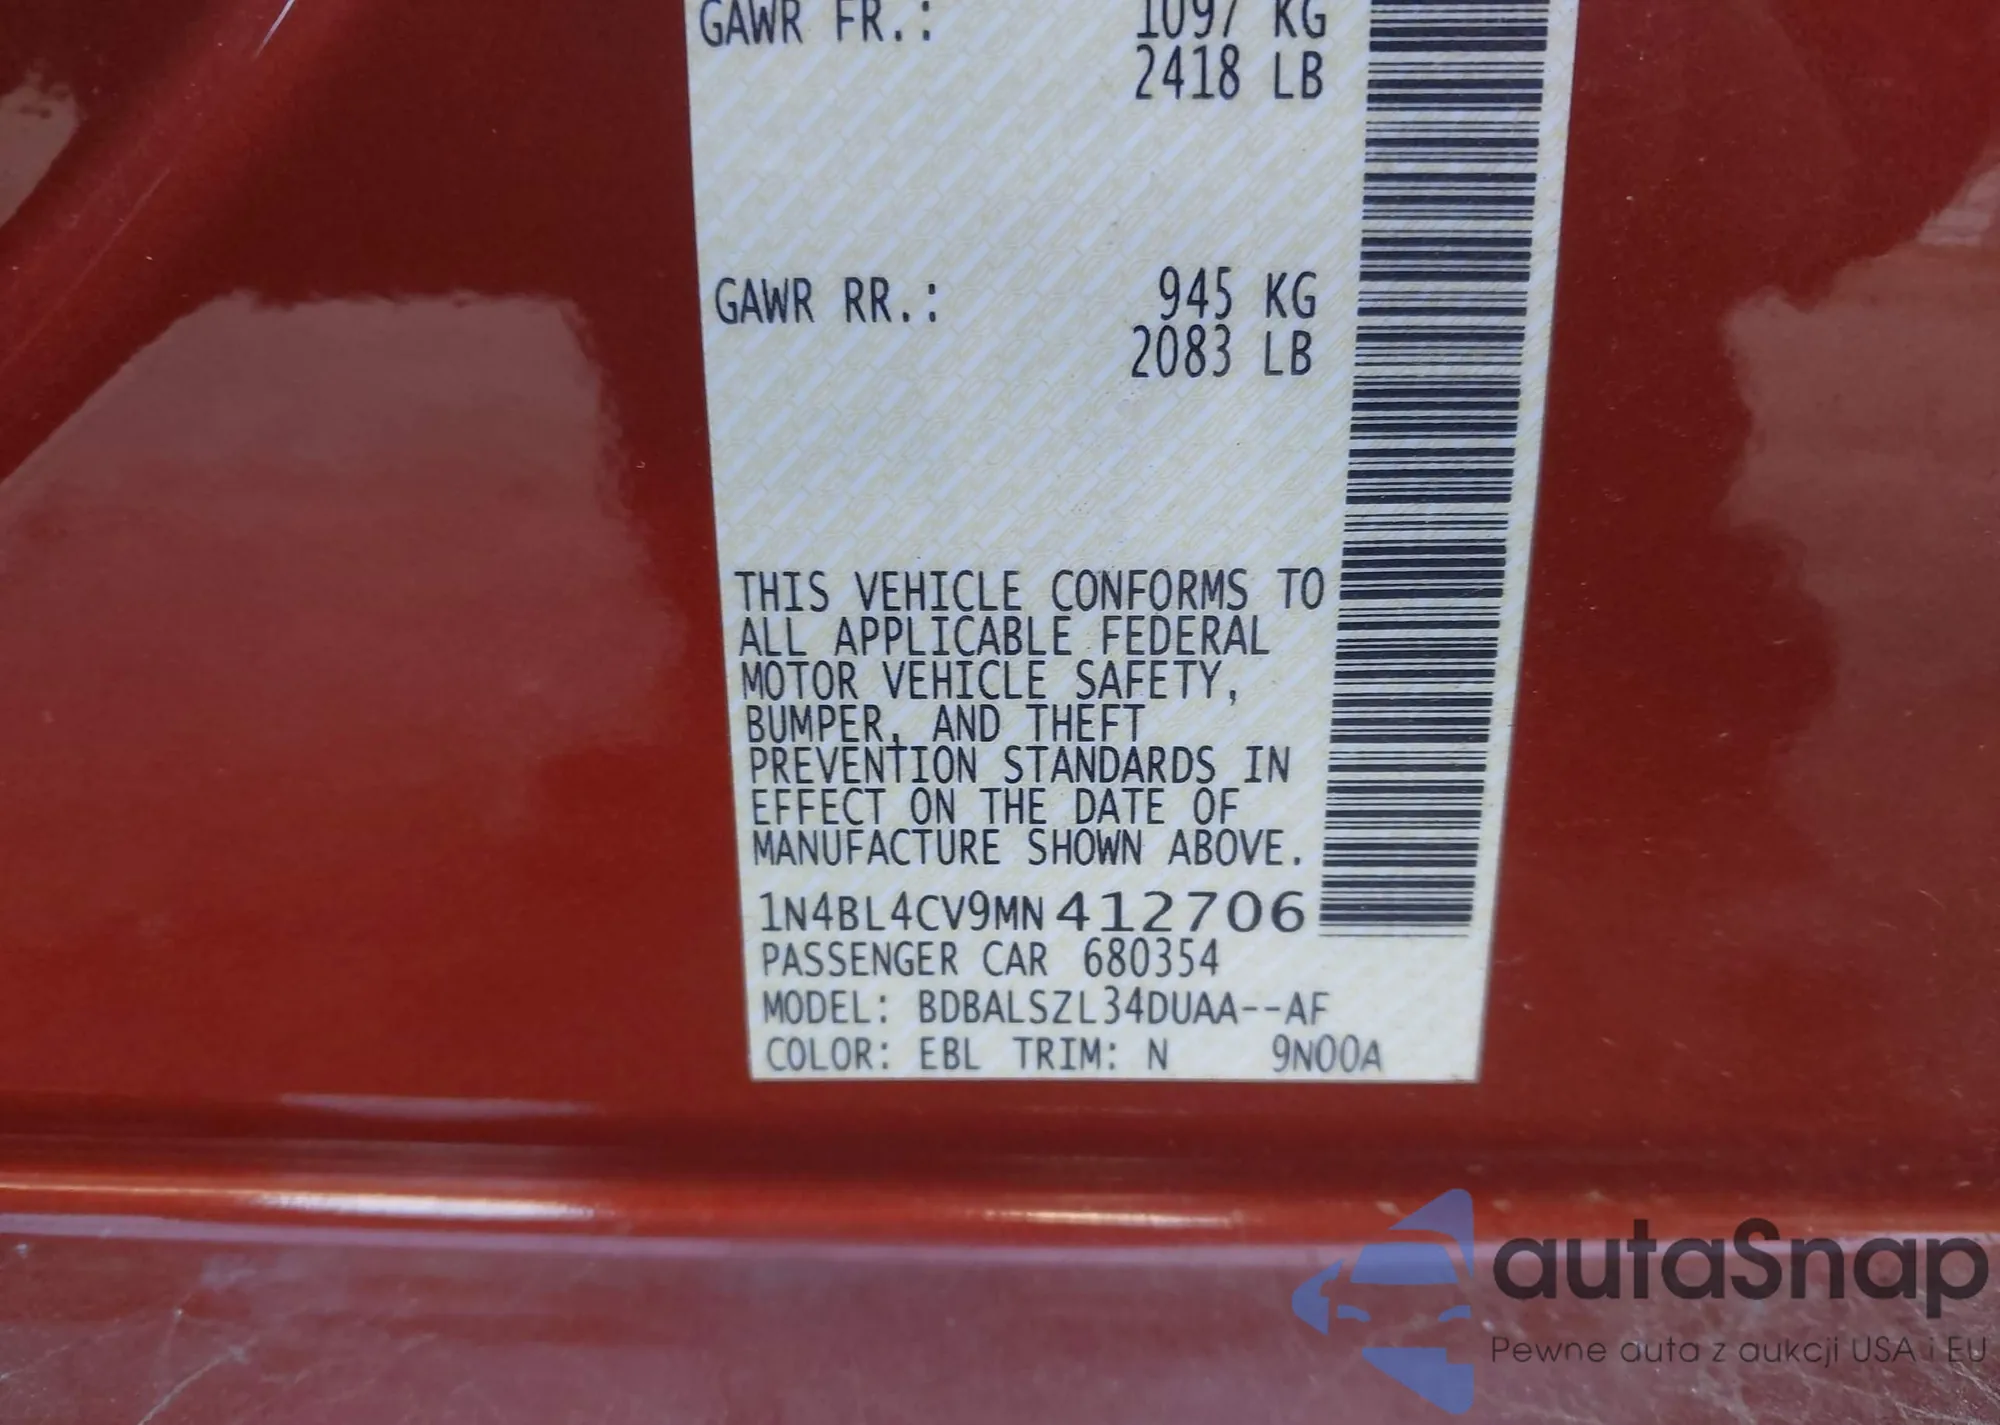 GAWR FR.: 1097 KG
2418 LB
GAWR RR.: 945 KG
2083 LB
THIS VEHICLE CONFORMS TO
ALL APPLICABLE FEDERAL
MOTOR VEHICLE SAFETY,
BUMPER, AND THEFT
PREVENTION STANDARDS IN
EFFECT ON THE DATE OF
MANUFACTURE SHOWN ABOVE.
1N4BL4CV9MN412706
PASSENGER CAR 680354
MODEL: BDBALSZL34DUAA--AF
COLOR: EBL TRIM: N 9N00A
autaSnap
Pewne auta z aukcji USA i EU